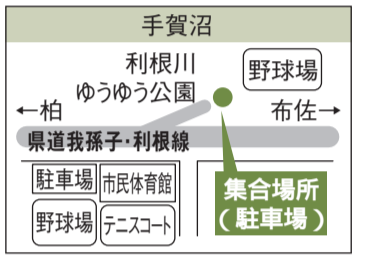 手賀沼
利根川
ゆうゆう公園
野球場
←柏
布佐→
県道我孫子・利根線
駐車場
市民体育館
野球場
テニスコート
集合場所
(駐車場)